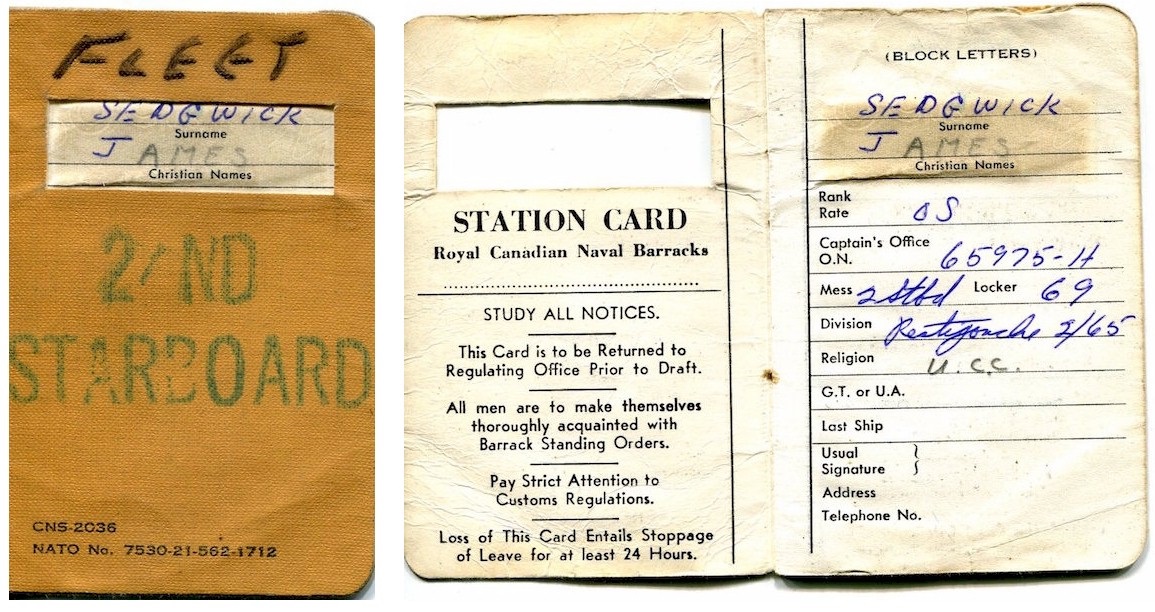 FLEET
SEDGWICK
Surname
JAMES
Christian Names
2/ND
STARBOARD
CNS-2036
NATO No. 7530-21-562-1712
STATION CARD
Royal Canadian Naval Barracks
STUDY ALL NOTICES.
This Card is to be Returned to
Regulating Office Prior to Draft.
All men are to make themselves
thoroughly acquainted with
Barrack Standing Orders.
Pay Strict Attention to
Customs Regulations.
Loss of This Card Entails Stoppage
of Leave for at least 24 Hours.
(BLOCK LETTERS)
SEDGWICK
Surname
JAMES
Christian Names
Rank
Rate OS
Captain's Office
O.N. 65975-H
Mess 2 Stbd Locker 69
Division Restigouche 2/65
Religion U.C.C.
G.T. or U.A.
Last Ship
Usual
Signature
Address
Telephone No.